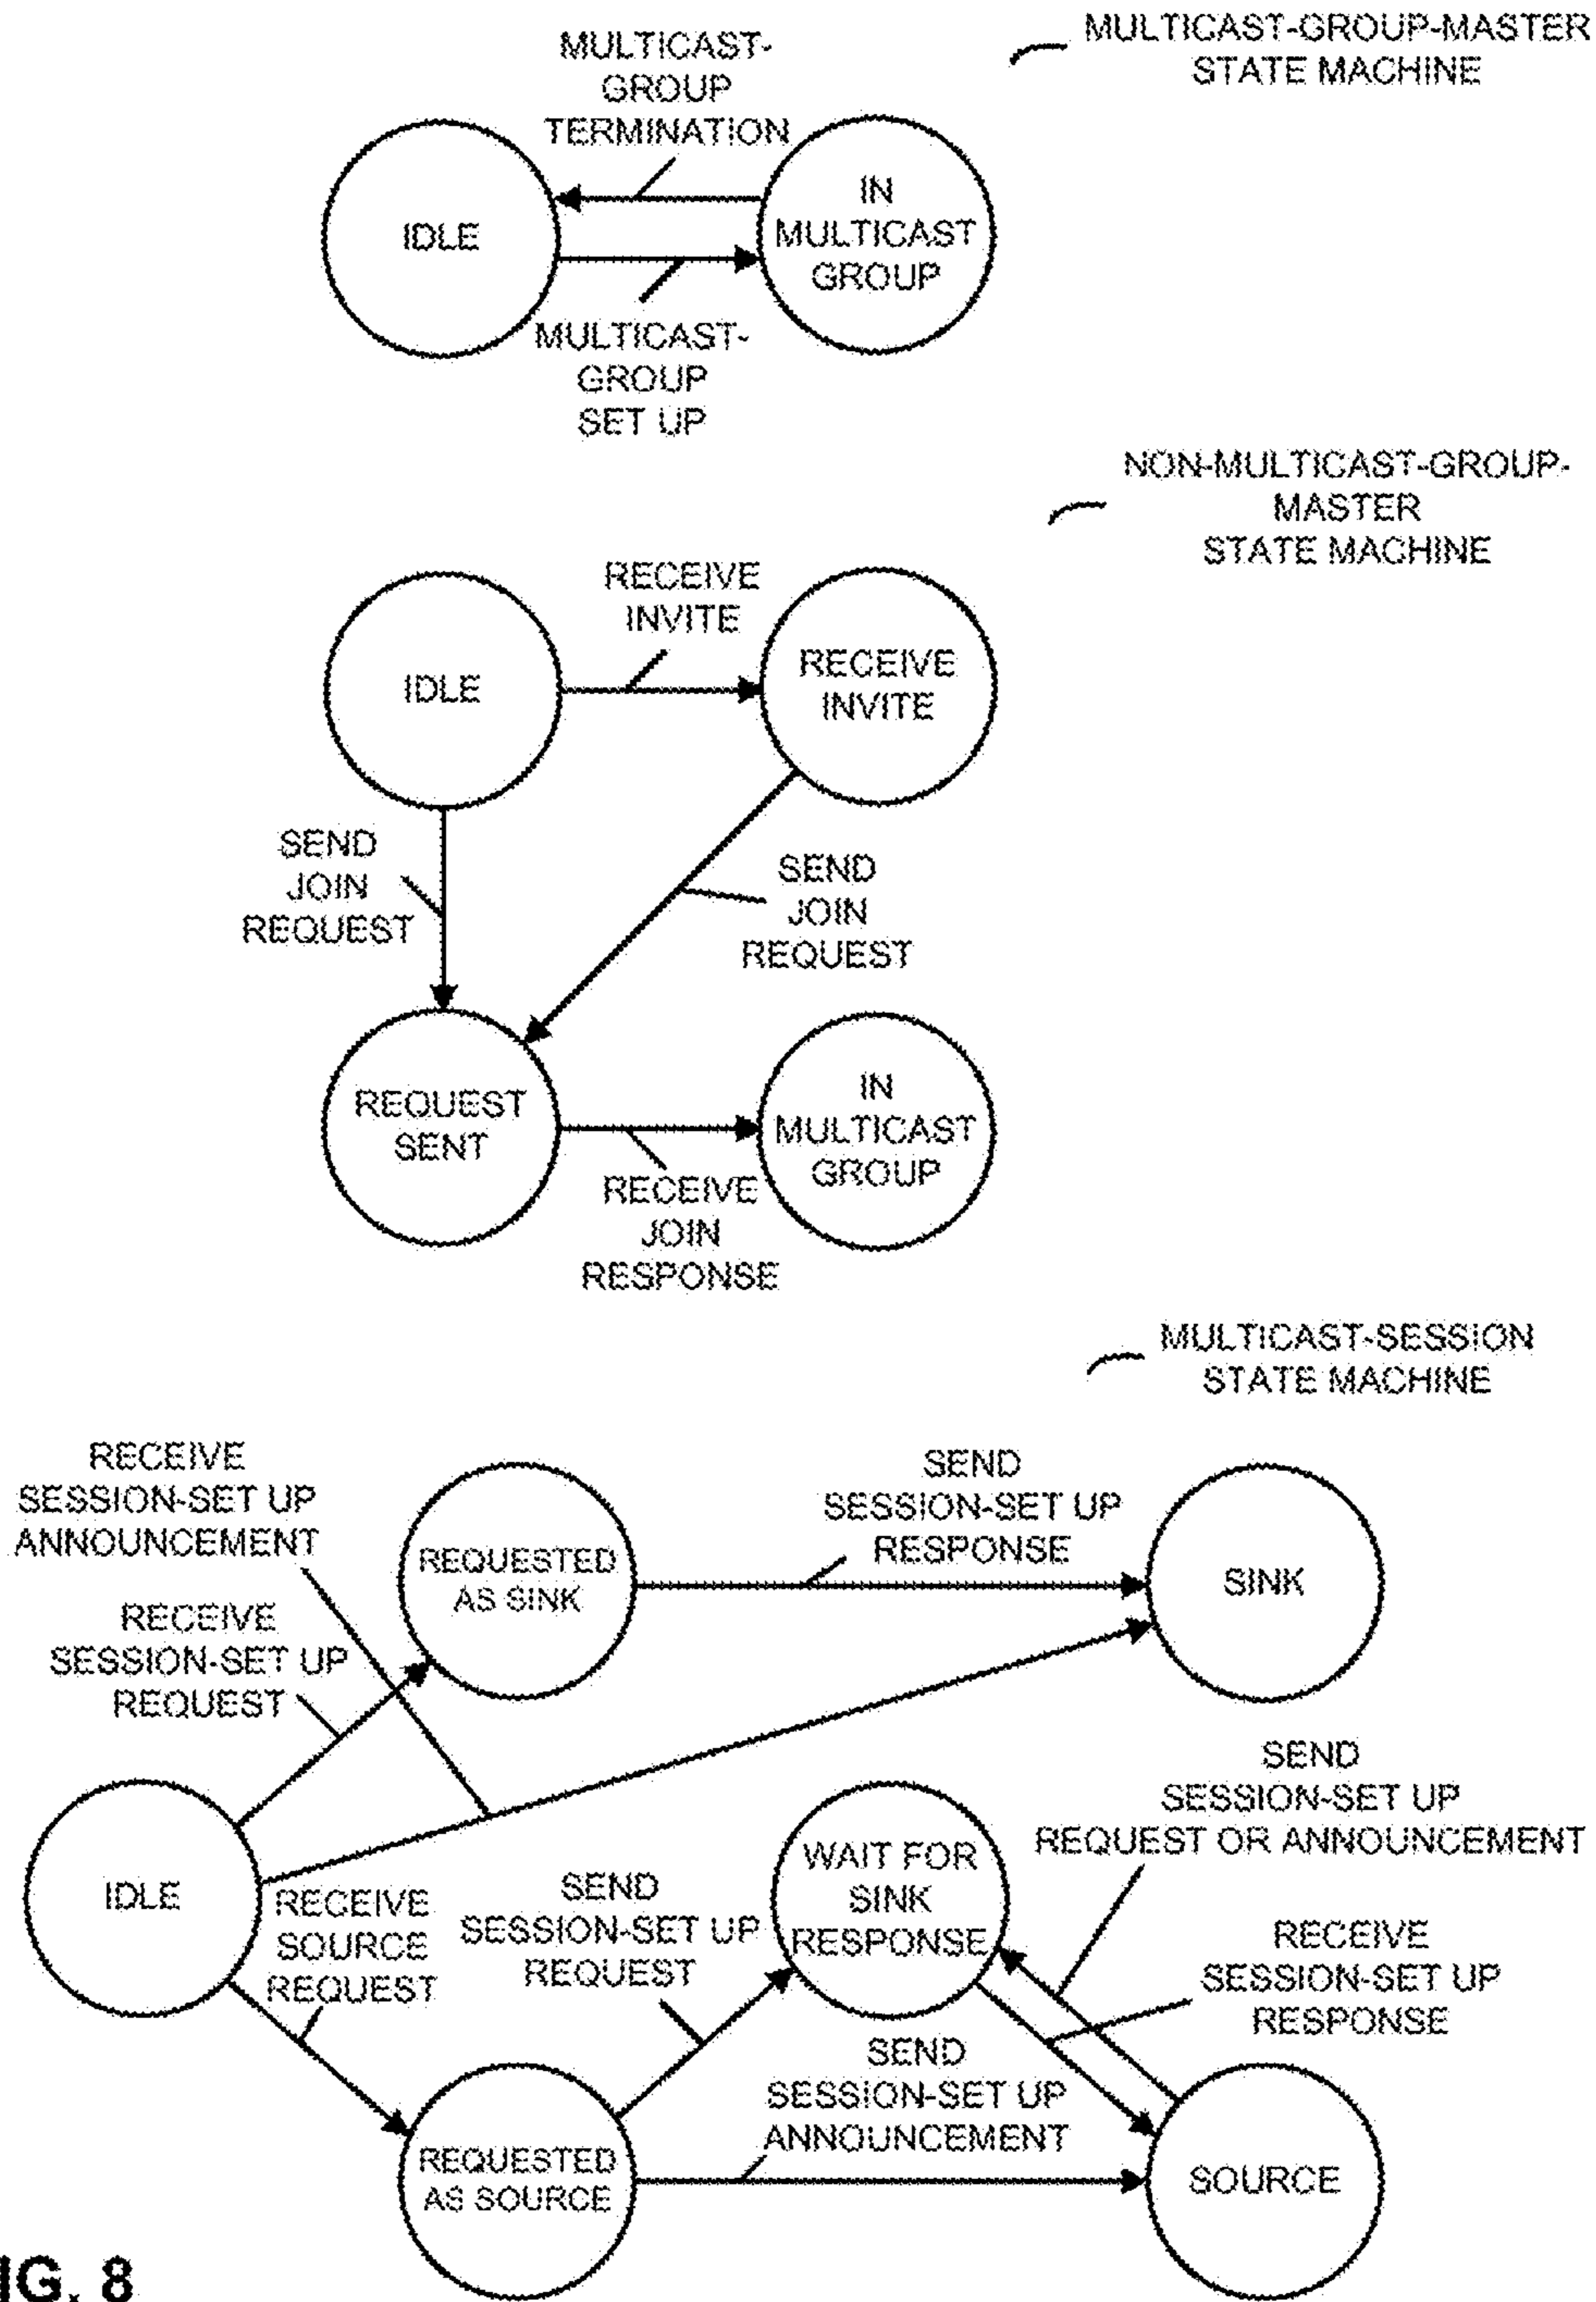 MULTICAST-GROUP-MASTER
STATE MACHINE
MULTICAST-
GROUP
TERMINATION
IDLE
IN
MULTICAST
GROUP
MULTICAST-
GROUP
SET UP
NON-MULTICAST-GROUP-
MASTER
STATE MACHINE
RECEIVE
INVITE
IDLE
RECEIVE
INVITE
SEND
JOIN
REQUEST
SEND
JOIN
REQUEST
REQUEST
SENT
IN
MULTICAST
GROUP
RECEIVE
JOIN
RESPONSE
MULTICAST-SESSION
STATE MACHINE
RECEIVE
SESSION-SET UP
ANNOUNCEMENT
SEND
SESSION-SET UP
RESPONSE
REQUESTED
AS SINK
SINK
RECEIVE
SESSION-SET UP
REQUEST
SEND
SESSION-SET UP
REQUEST OR ANNOUNCEMENT
IDLE
RECEIVE
SOURCE
REQUEST
SEND
SESSION-SET UP
REQUEST
WAIT FOR
SINK
RESPONSE
RECEIVE
SESSION-SET UP
RESPONSE
SEND
SESSION-SET UP
ANNOUNCEMENT
REQUESTED
AS SOURCE
SOURCE
IG. 8